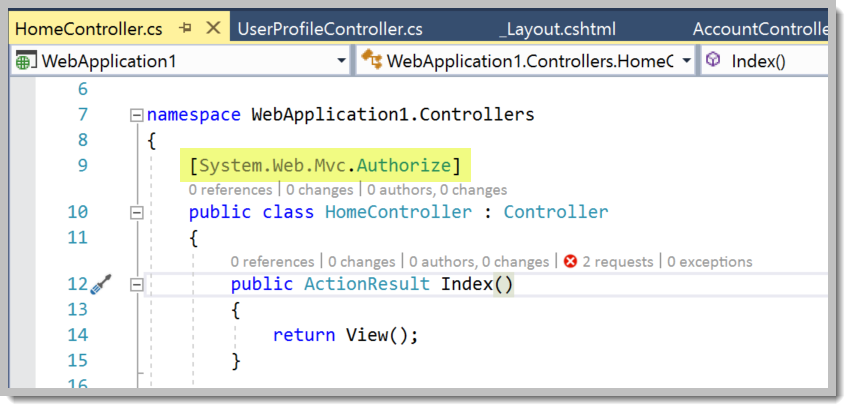 HomeController.cs UserProfileController.cs _Layout.cshtml AccountControlle
WebApplication1 WebApplication1.Controllers.HomeC Index()
6
7 namespace WebApplication1.Controllers
8 {
9 [System.Web.Mvc.Authorize]
0 references | 0 changes | 0 authors, 0 changes
10 public class HomeController : Controller
11 {
0 references | 0 changes | 0 authors, 0 changes | 2 requests | 0 exceptions
12 public ActionResult Index()
13 {
14 return View();
15 }
16